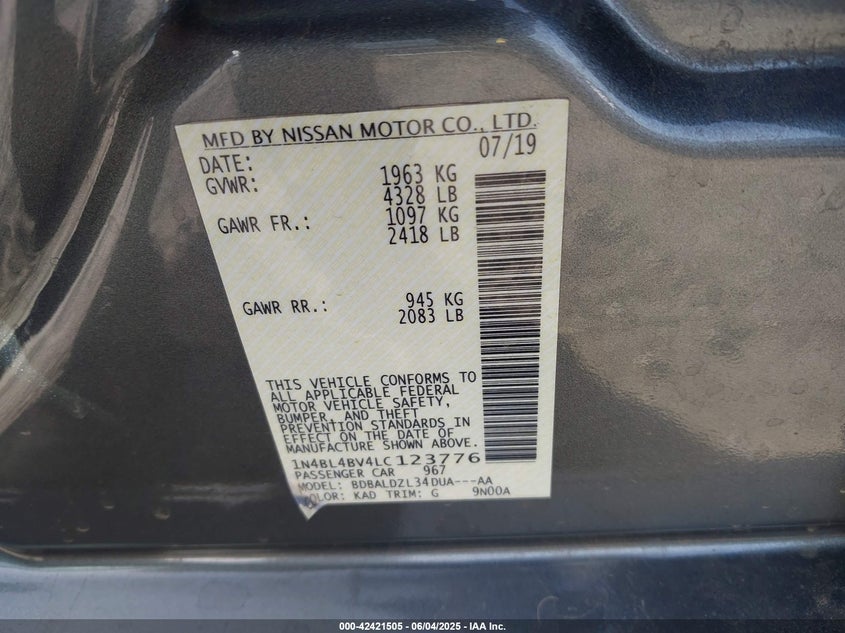 MFD BY NISSAN MOTOR CO., LTD.
DATE: 07/19
GVWR: 1963 KG
4328 LB
GAWR FR.: 1097 KG
2418 LB
GAWR RR.: 945 KG
2083 LB
THIS VEHICLE CONFORMS TO
ALL APPLICABLE FEDERAL
MOTOR VEHICLE SAFETY,
BUMPER, AND THEFT
PREVENTION STANDARDS IN
EFFECT ON THE DATE OF
MANUFACTURE SHOWN ABOVE.
1N4BL4BV4LC123776
PASSENGER CAR 967
MODEL: BDBALDZL34DUA---AA
COLOR: KAD TRIM: G 9N00A
000-42421505 - 06/04/2025 - IAA Inc.